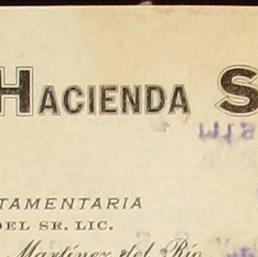 HACIENDA S
TAMENTARIA
DEL SR. LIC.
Martínez del Río